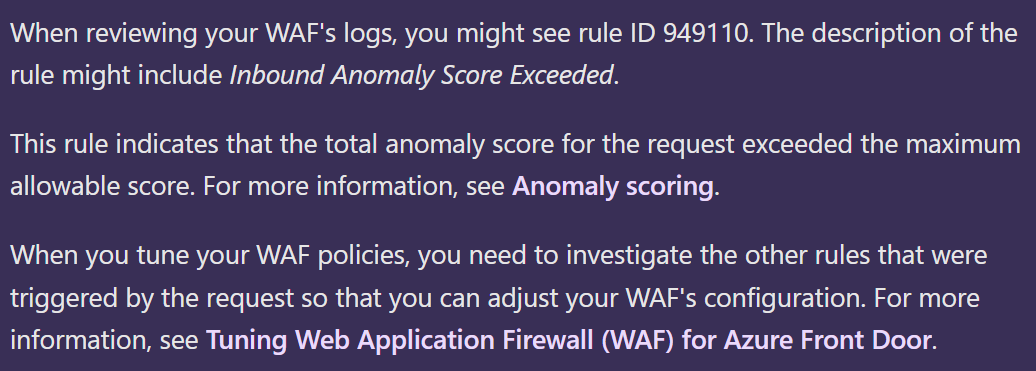 When reviewing your WAF's logs, you might see rule ID 949110. The description of the
rule might include Inbound Anomaly Score Exceeded.
This rule indicates that the total anomaly score for the request exceeded the maximum
allowable score. For more information, see Anomaly scoring.
When you tune your WAF policies, you need to investigate the other rules that were
triggered by the request so that you can adjust your WAF's configuration. For more
information, see Tuning Web Application Firewall (WAF) for Azure Front Door.